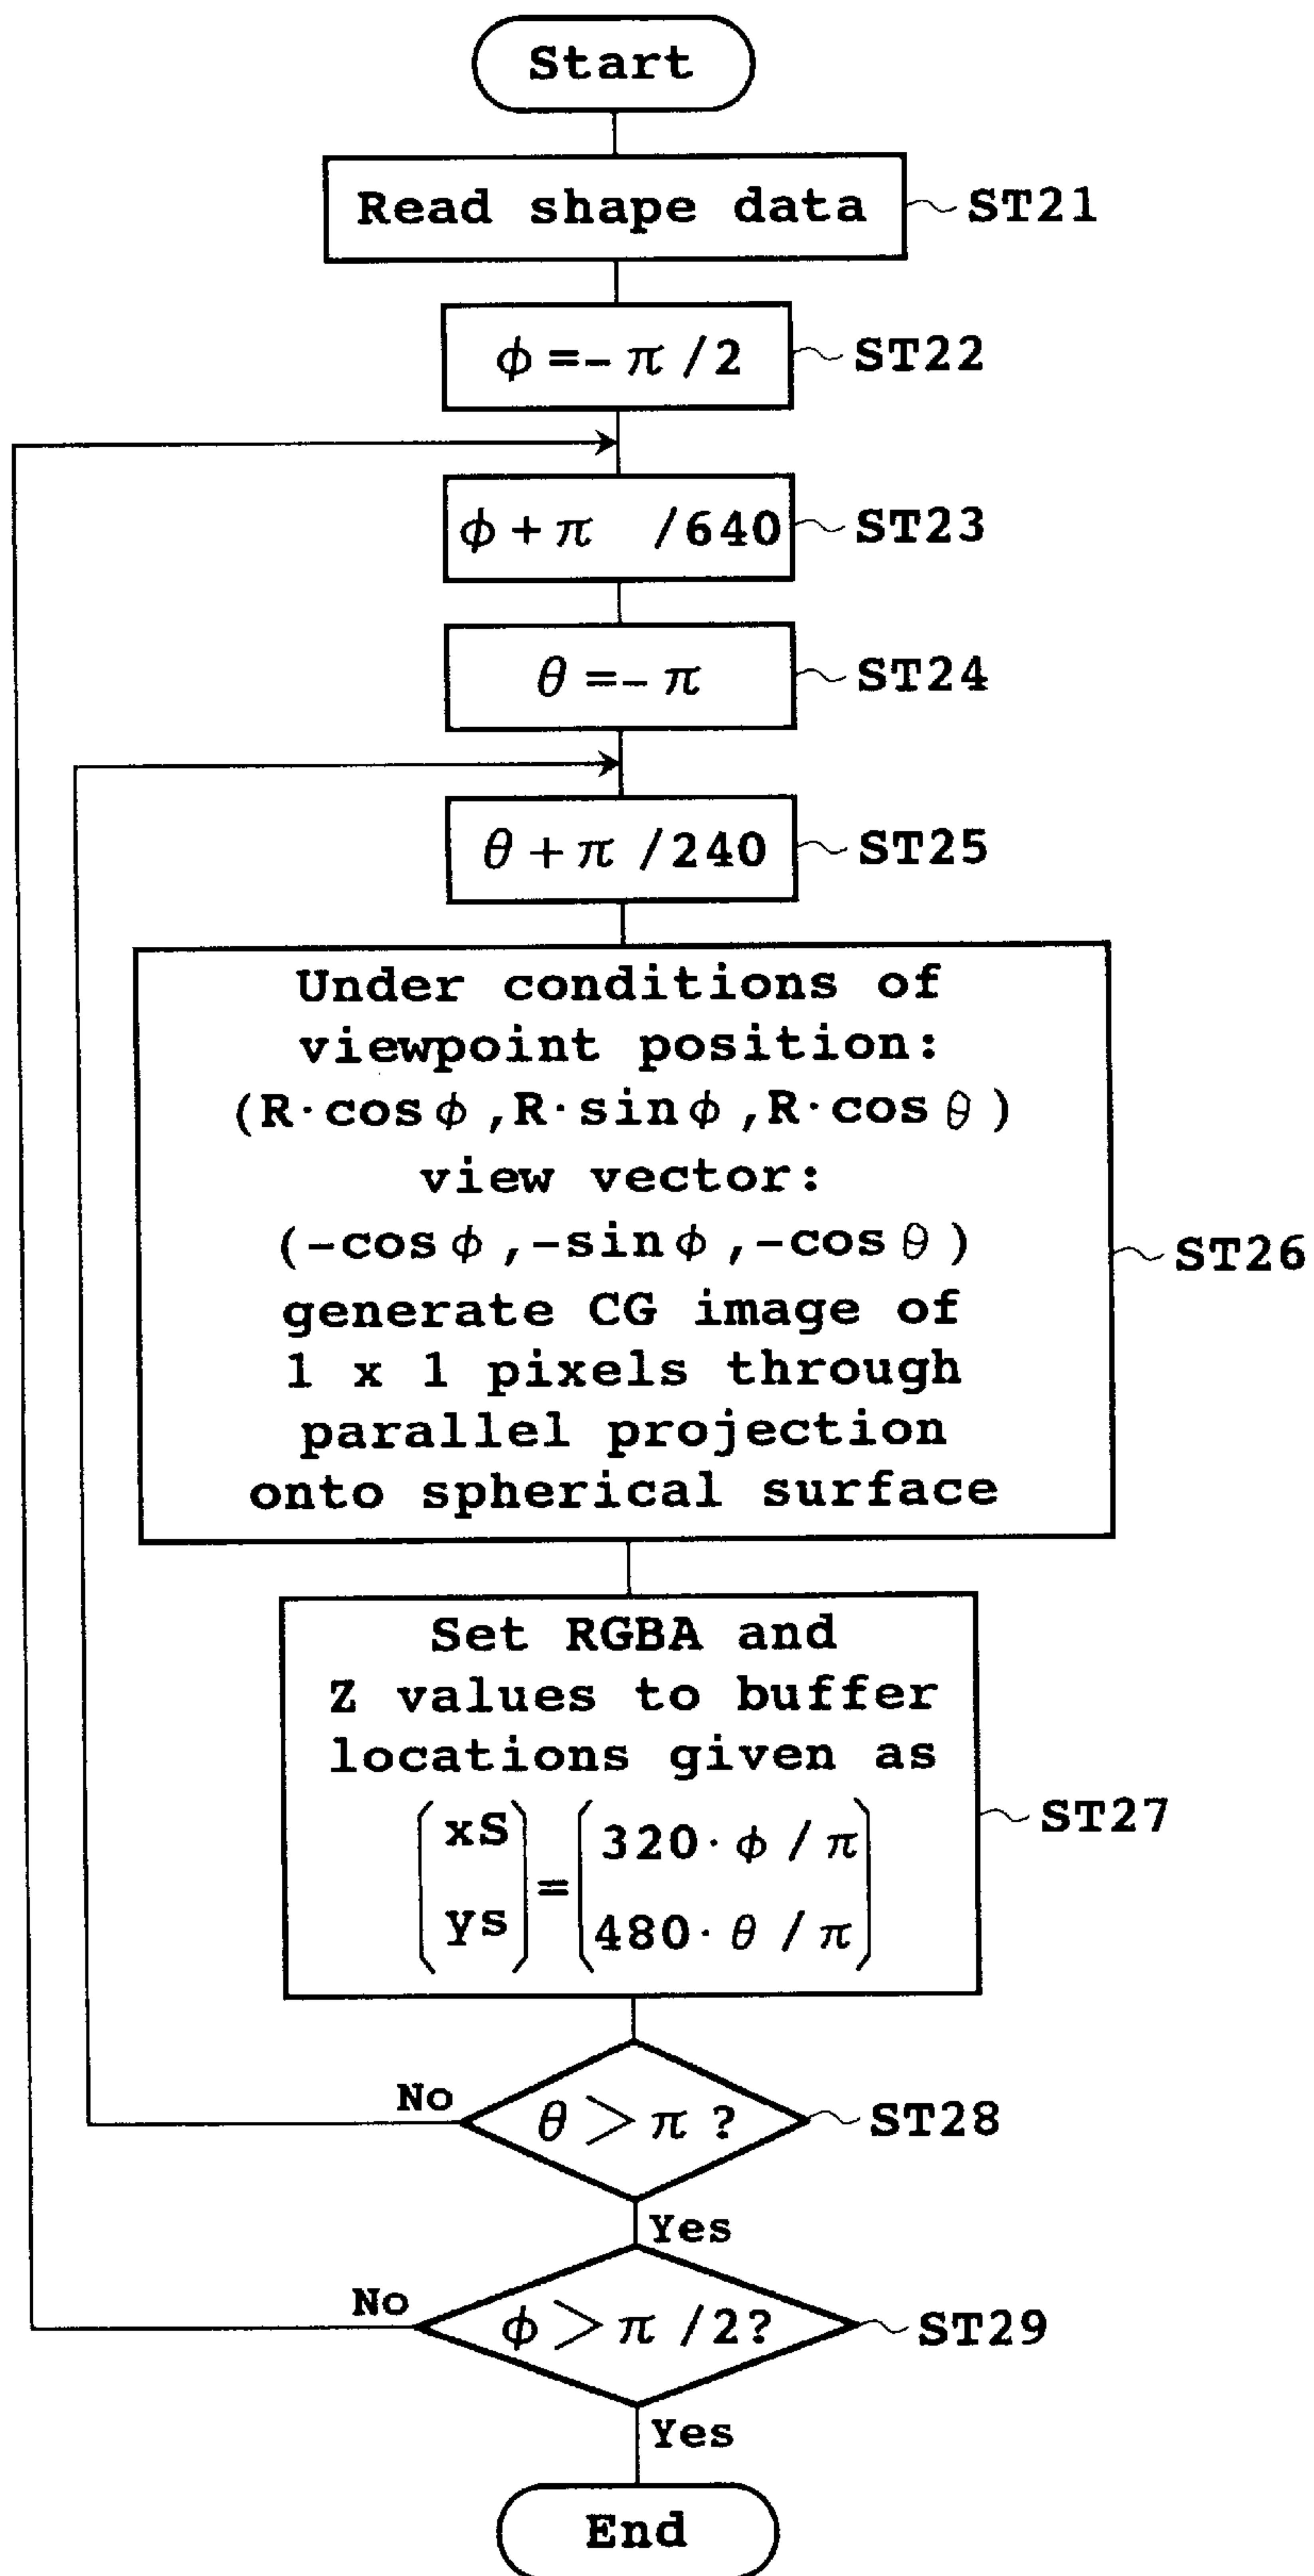 Start
Read shape data
ST21
ϕ=-π/2
ST22
ϕ+π /640
ST23
θ=-π
ST24
θ+π/240
ST25
Under conditions of
viewpoint position:
(R·cosϕ,R·sinϕ,R·cosθ)
view vector:
(-cosϕ,-sinϕ,-cosθ)
generate CG image of
1 x 1 pixels through
parallel projection
onto spherical surface
ST26
Set RGBA and
Z values to buffer
locations given as
(xS ys) = (320·ϕ/π 480·θ/π)
ST27
No
θ>π?
ST28
Yes
No
ϕ>π/2?
ST29
Yes
End